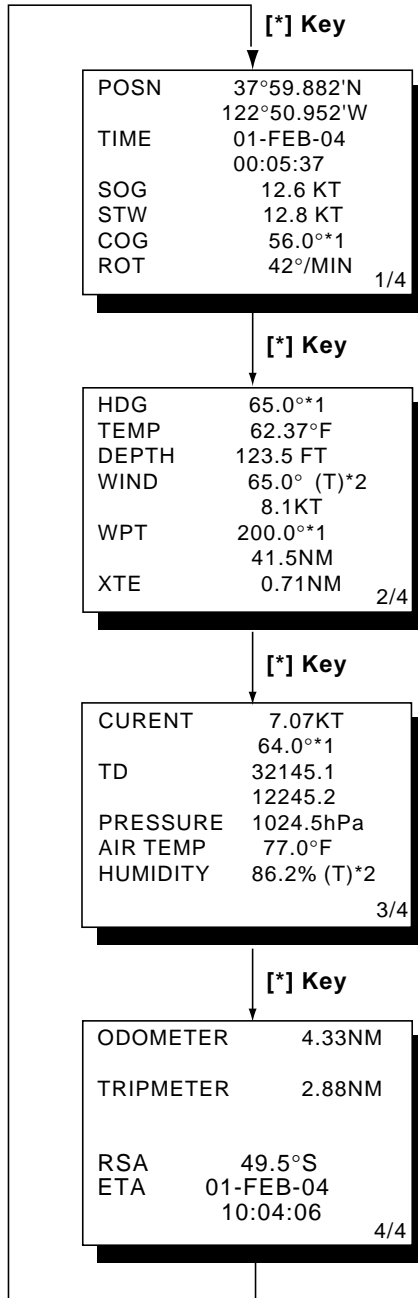 [*] Key
POSN 37°59.882'N
122°50.952'W
TIME 01-FEB-04
00:05:37
SOG 12.6 KT
STW 12.8 KT
COG 56.0°*1
ROT 42°/MIN
1/4
[*] Key
HDG 65.0°*1
TEMP 62.37°F
DEPTH 123.5 FT
WIND 65.0° (T)*2
8.1KT
WPT 200.0°*1
41.5NM
XTE 0.71NM
2/4
[*] Key
CURENT 7.07KT
64.0°*1
TD 32145.1
12245.2
PRESSURE 1024.5hPa
AIR TEMP 77.0°F
HUMIDITY 86.2% (T)*2
3/4
[*] Key
ODOMETER 4.33NM
TRIPMETER 2.88NM
RSA 49.5°S
ETA 01-FEB-04
10:04:06
4/4